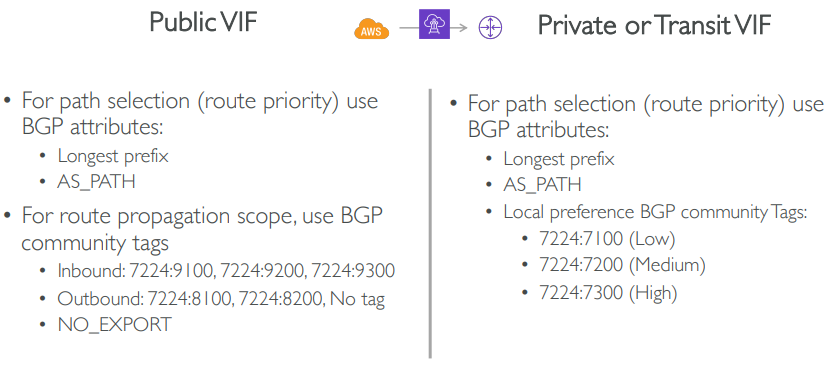 Public VIF
AWS
Private or Transit VIF
• For path selection (route priority) use
BGP attributes:
• Longest prefix
• AS_PATH
• For route propagation scope, use BGP
community tags
• Inbound: 7224:9100, 7224:9200, 7224:9300
• Outbound: 7224:8100, 7224:8200, No tag
• NO_EXPORT
• For path selection (route priority) use
BGP attributes:
• Longest prefix
• AS_PATH
• Local preference BGP community Tags:
• 7224:7100 (Low)
• 7224:7200 (Medium)
• 7224:7300 (High)